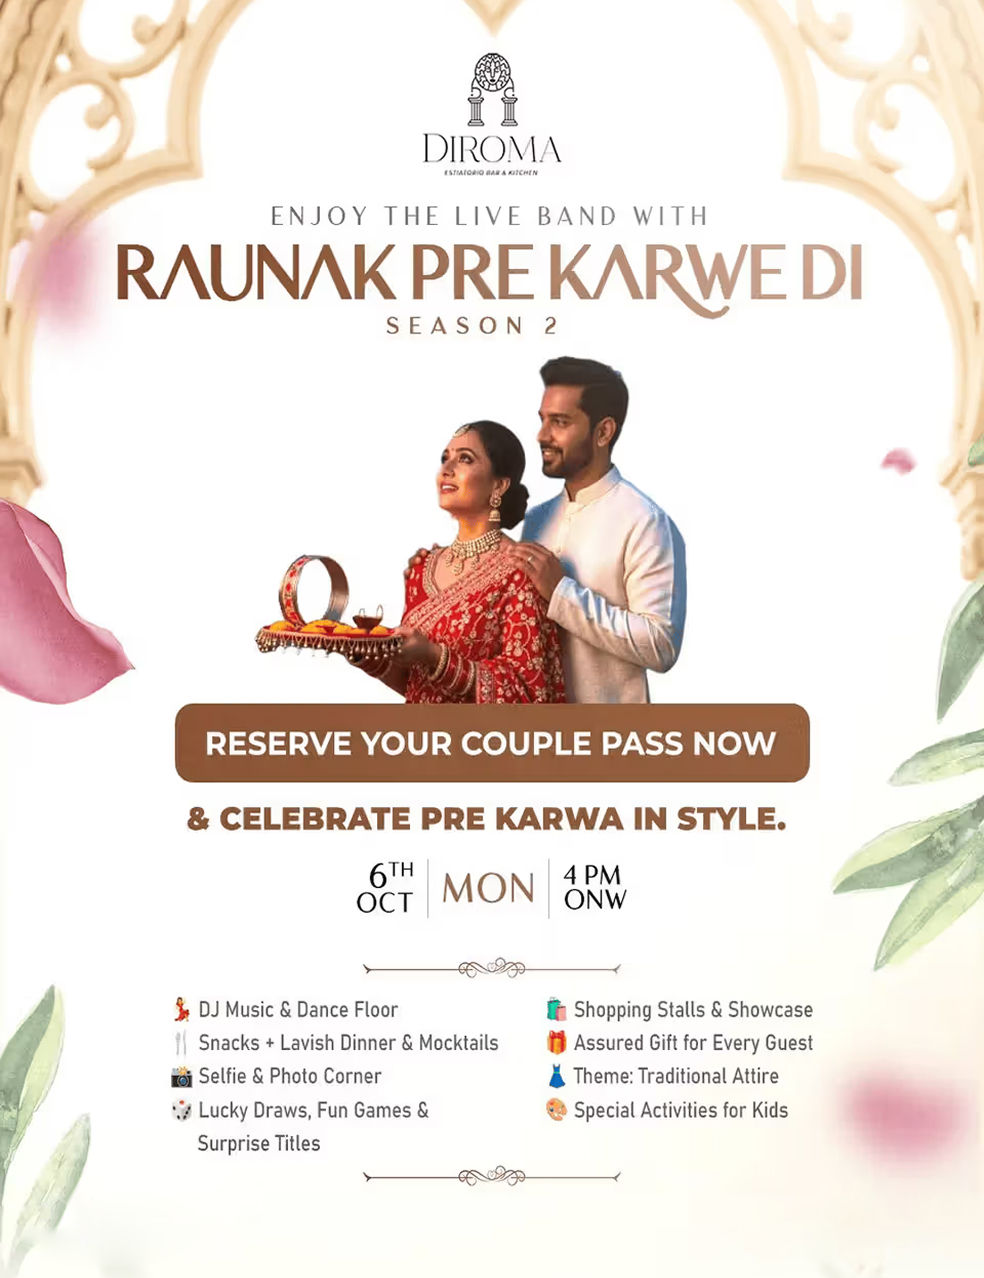 DIROMA
ESTIATORIO BAR & KITCHEN
ENJOY THE LIVE BAND WITH
RAUNAK PRE KARWE DI
SEASON 2
RESERVE YOUR COUPLE PASS NOW
& CELEBRATE PRE KARWA IN STYLE.
6TH
OCT
MON
4 PM
ONW
DJ Music & Dance Floor
Snacks + Lavish Dinner & Mocktails
Selfie & Photo Corner
Lucky Draws, Fun Games &
Surprise Titles
Shopping Stalls & Showcase
Assured Gift for Every Guest
Theme: Traditional Attire
Special Activities for Kids